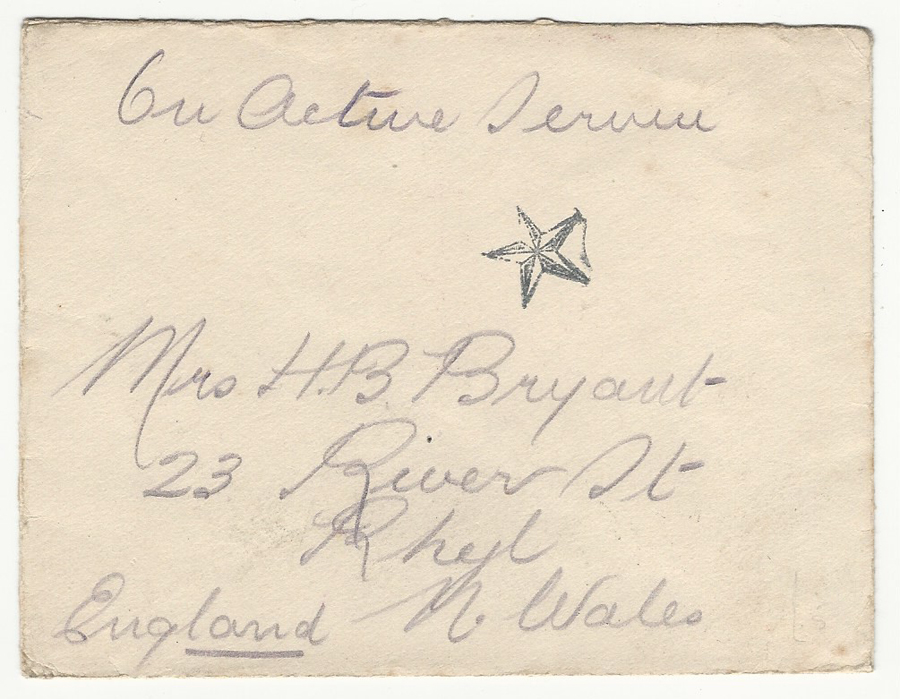 On Active Service
Mrs H.B. Bryant
23 River St
Rhyl
England N. Wales